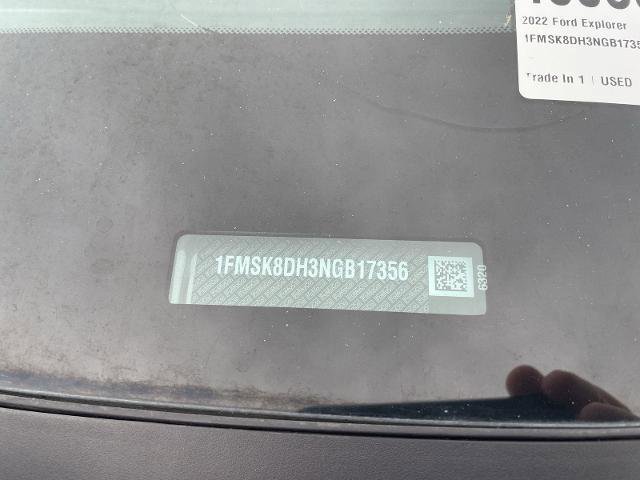 2022 Ford Explorer
1FMSK8DH3NGB1735
Trade In 1 | USED
1FMSK8DH3NGB17356
6320